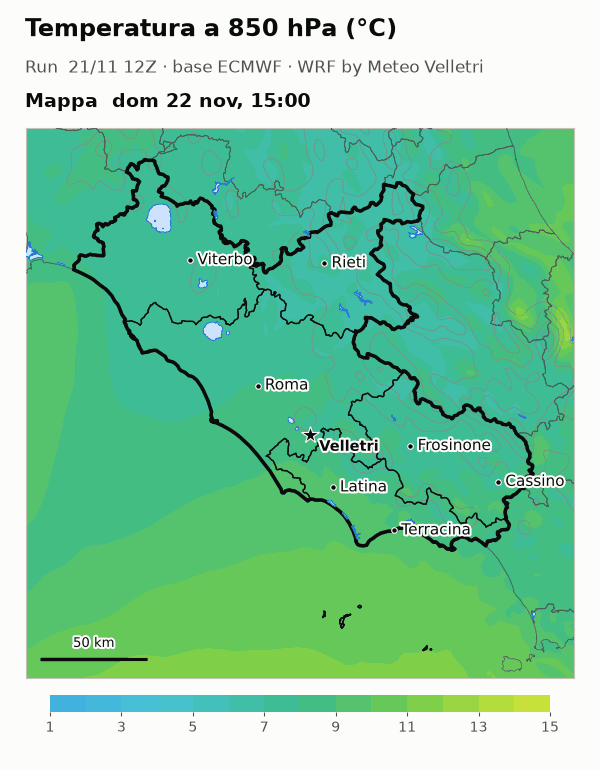 Temperatura a 850 hPa (°C)
Run  21/11 12Z · base ECMWF · WRF by Meteo Velletri
Mappa  dom 22 nov, 15:00
Viterbo
Rieti
Roma
Velletri
Frosinone
Latina
Cassino
Terracina
50 km
1 3 5 7 9 11 13 15